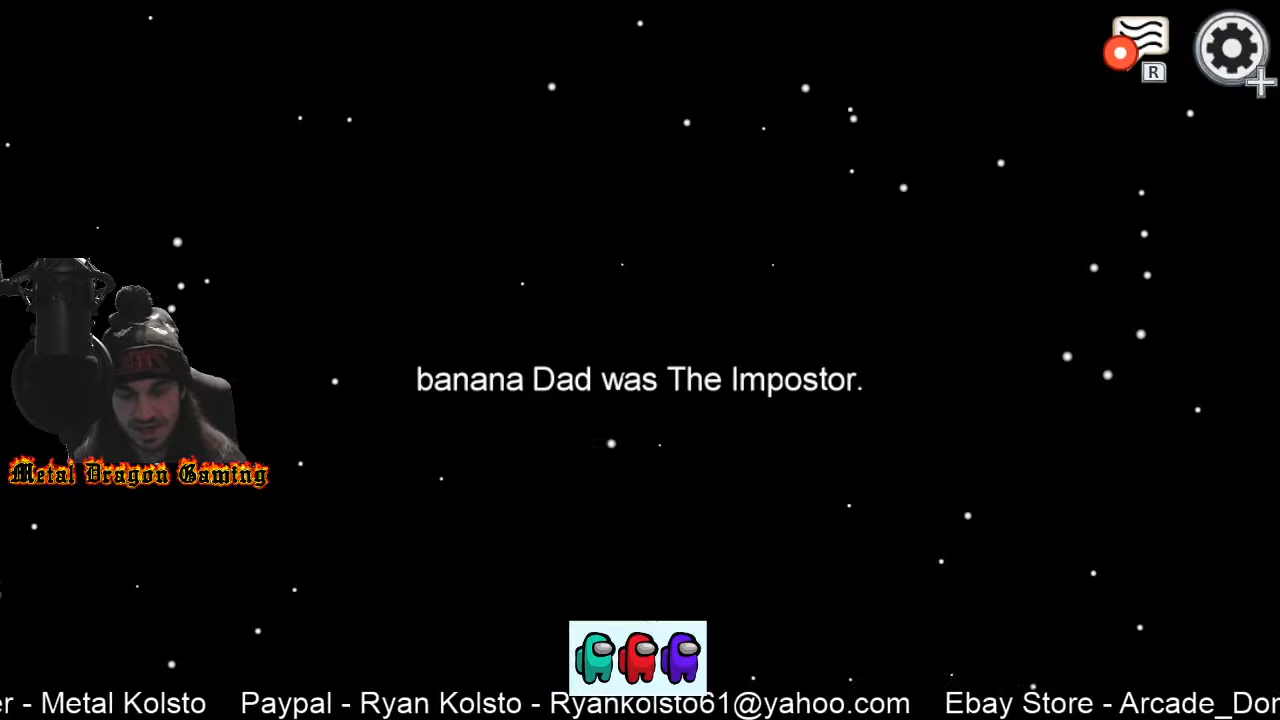 R
banana Dad was The Impostor.
Metal Dragon Gaming
er - Metal Kolsto Paypal - Ryan Kolsto - Ryankolsto61@yahoo.com Ebay Store - Arcade_Dor